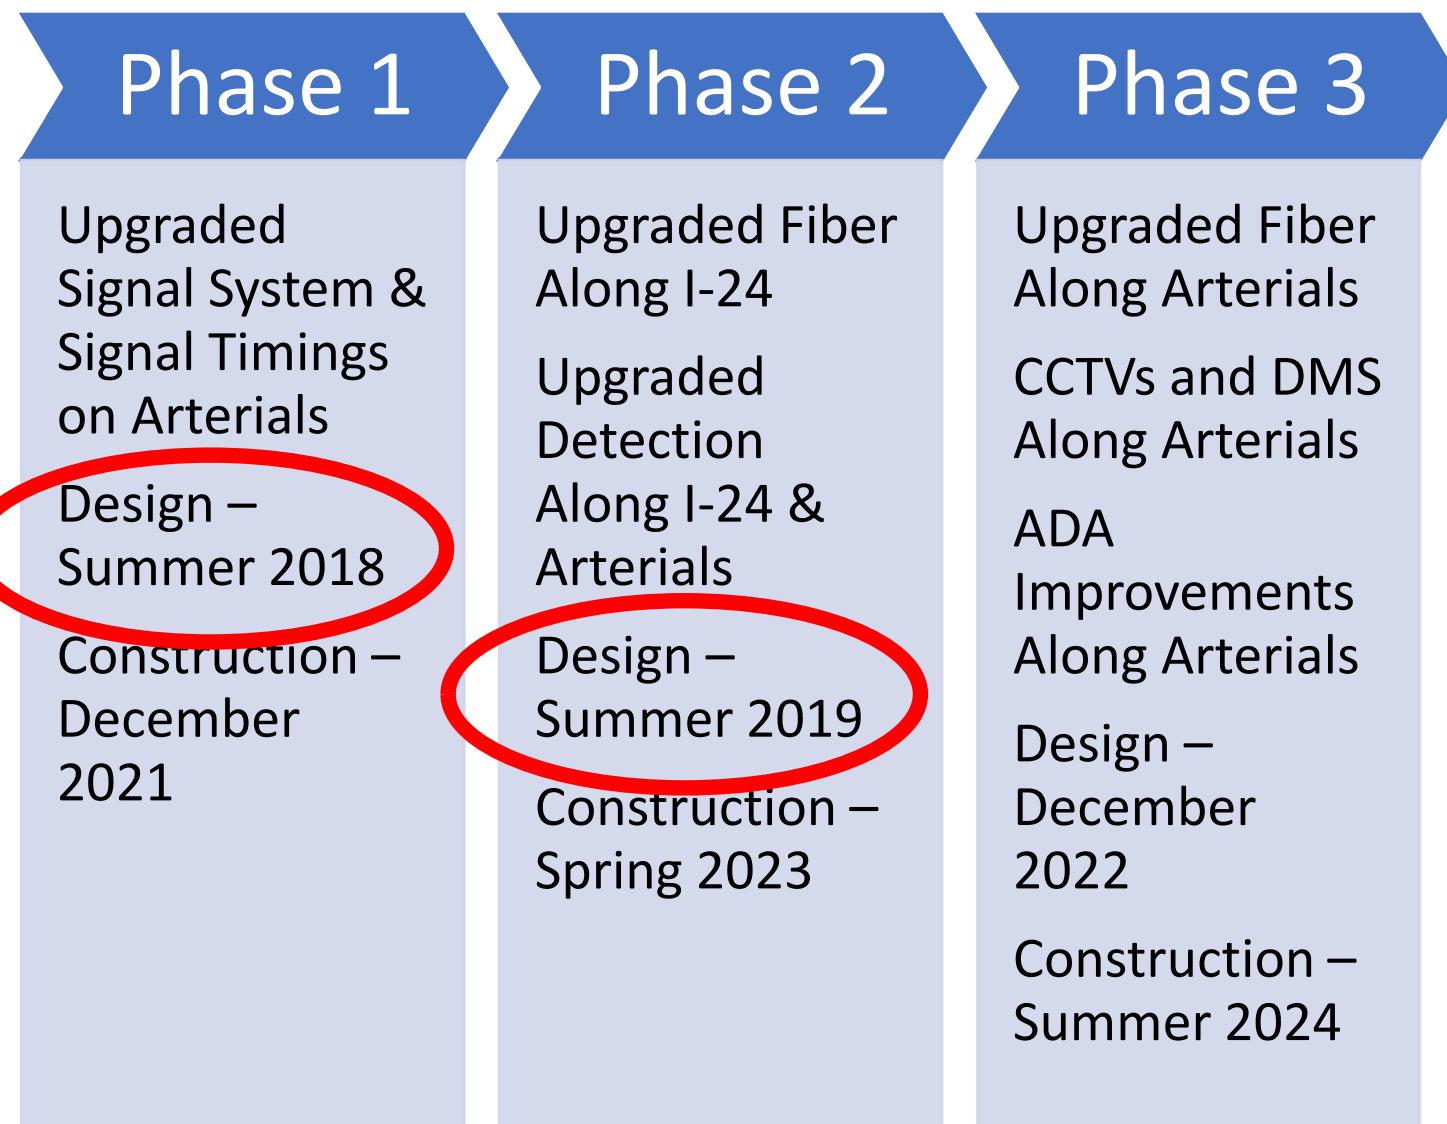 Phase 1
Upgraded
Signal System &
Signal Timings
on Arterials
Design –
Summer 2018
Construction –
December
2021
Phase 2
Upgraded Fiber
Along I-24
Upgraded
Detection
Along I-24 &
Arterials
Design –
Summer 2019
Construction –
Spring 2023
Phase 3
Upgraded Fiber
Along Arterials
CCTVs and DMS
Along Arterials
ADA
Improvements
Along Arterials
Design –
December
2022
Construction –
Summer 2024